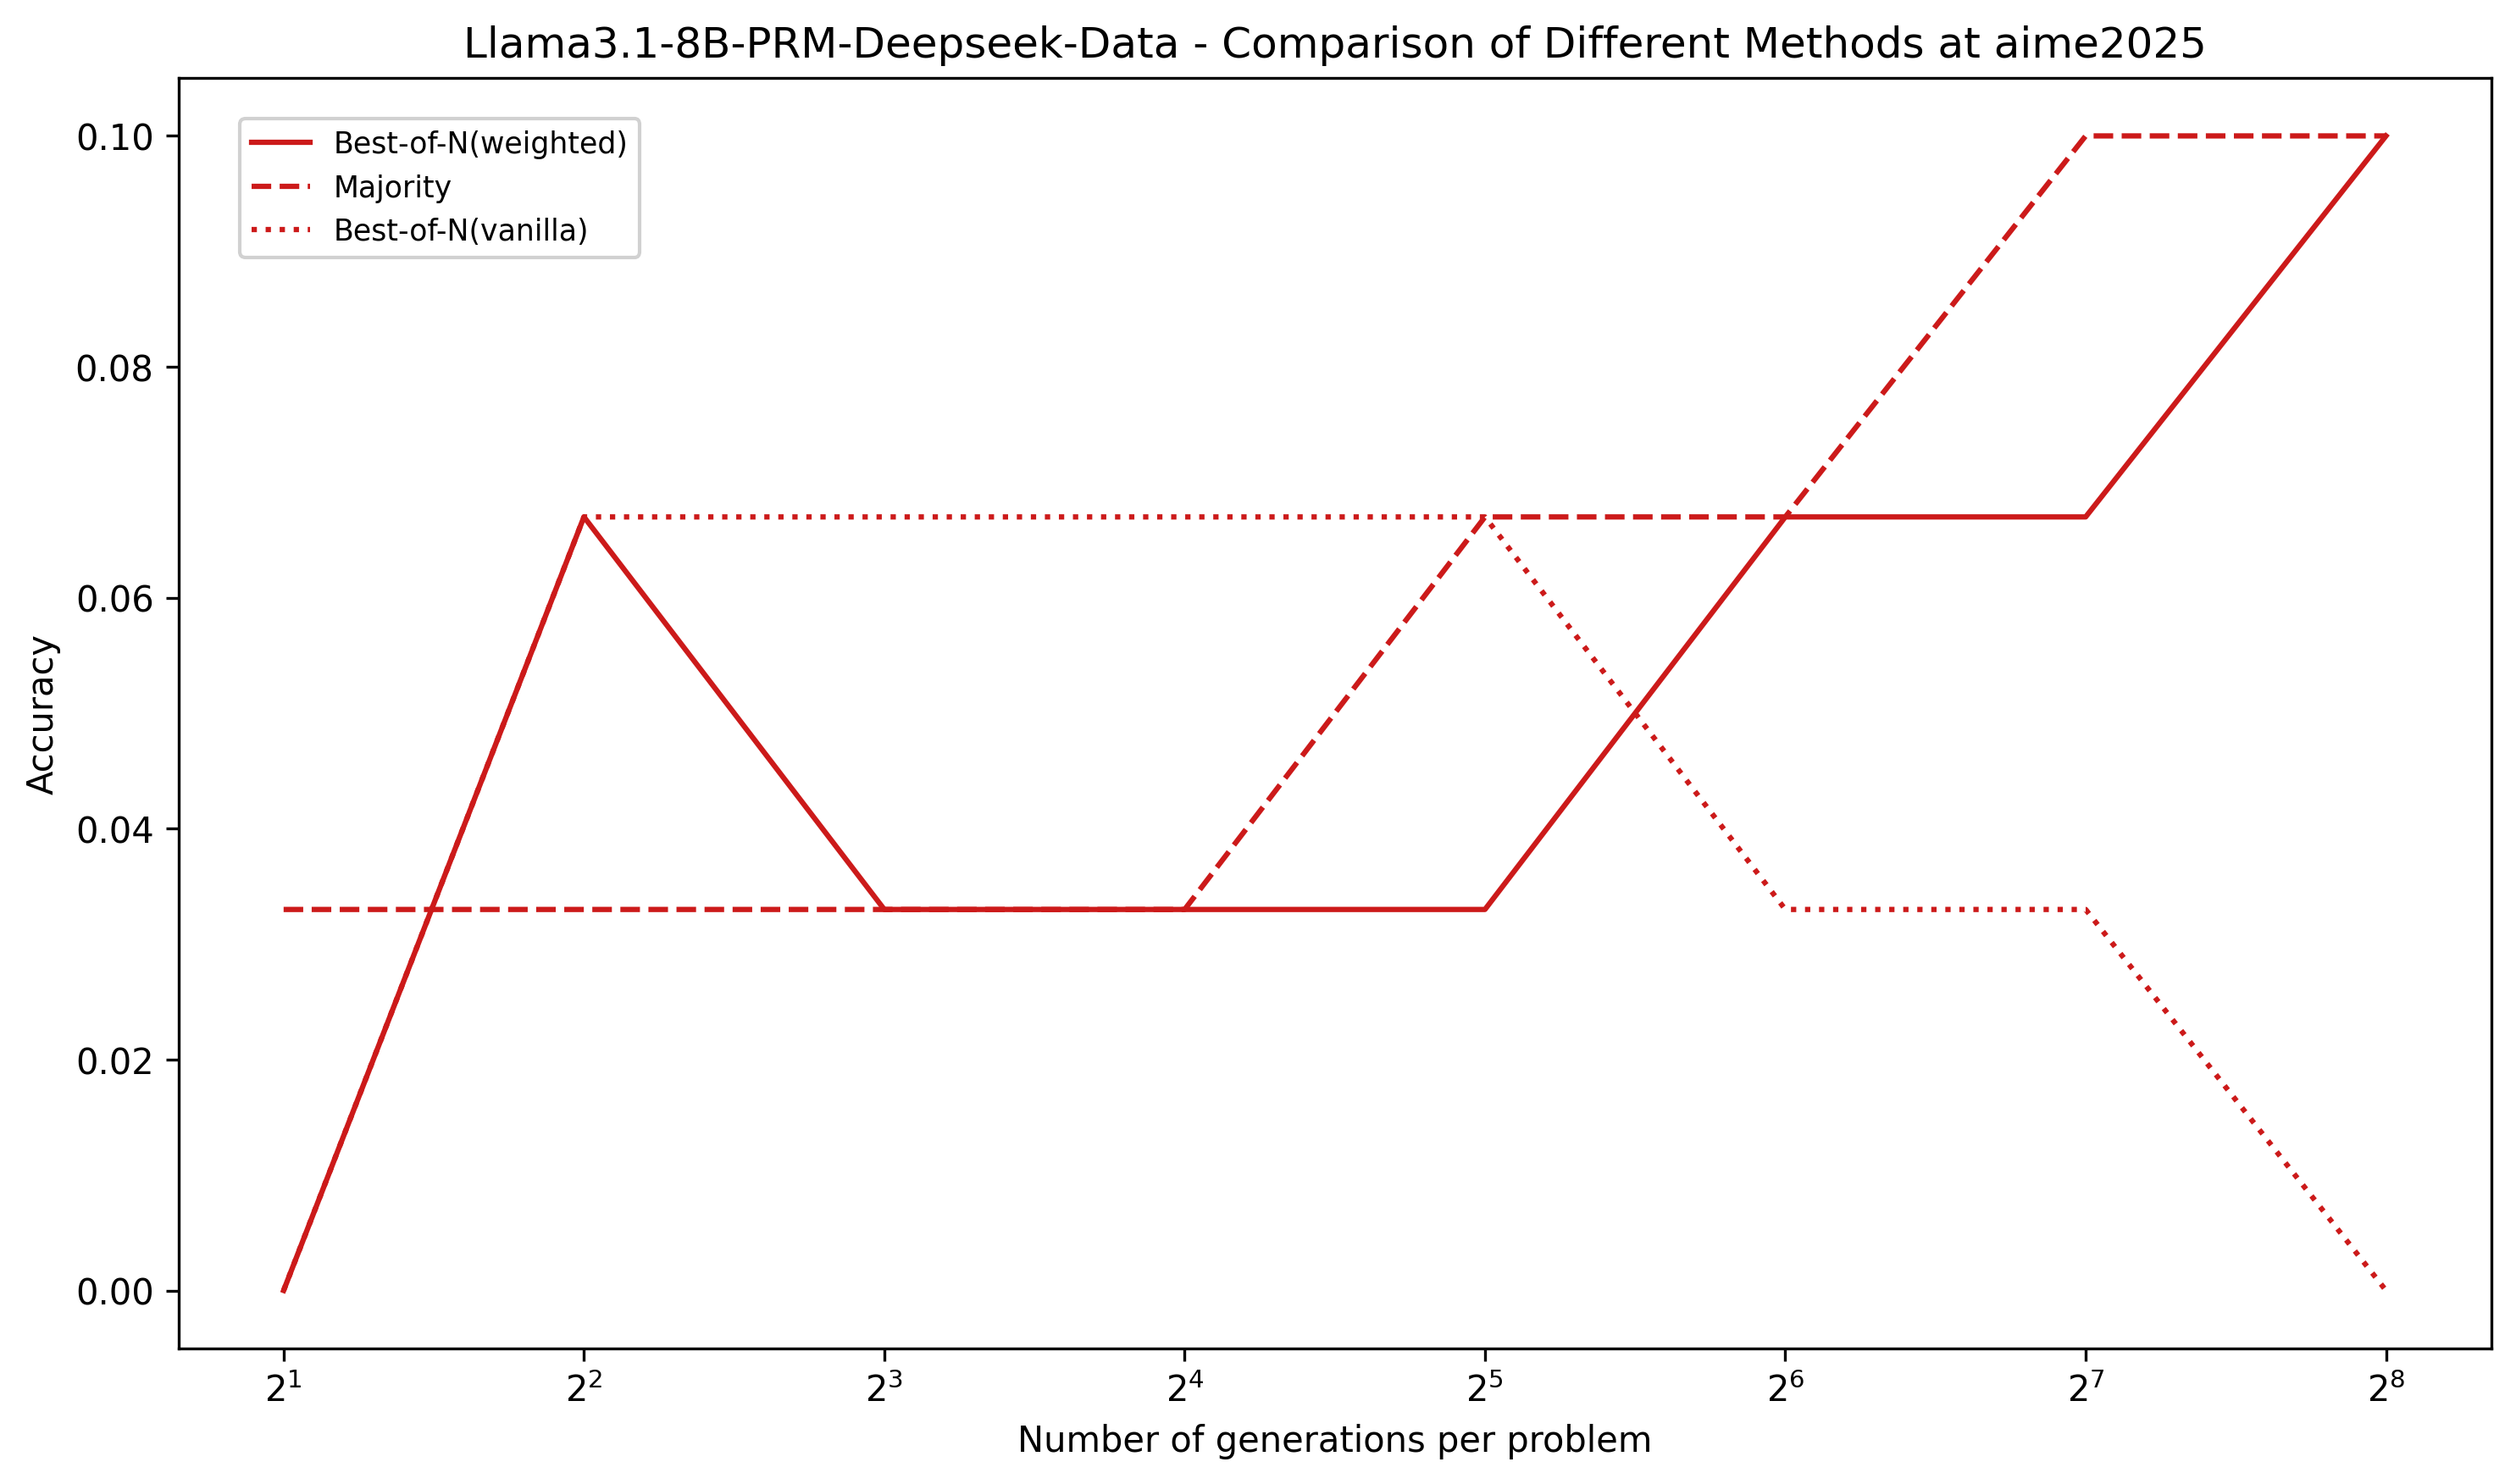 Llama3.1-8B-PRM-Deepseek-Data - Comparison of Different Methods at aime2025
Best-of-N(weighted)
Majority
Best-of-N(vanilla)
0.10
0.08
0.06
0.04
0.02
0.00
Accuracy
2¹ 2² 2³ 2⁴ 2⁵ 2⁶ 2⁷ 2⁸
Number of generations per problem